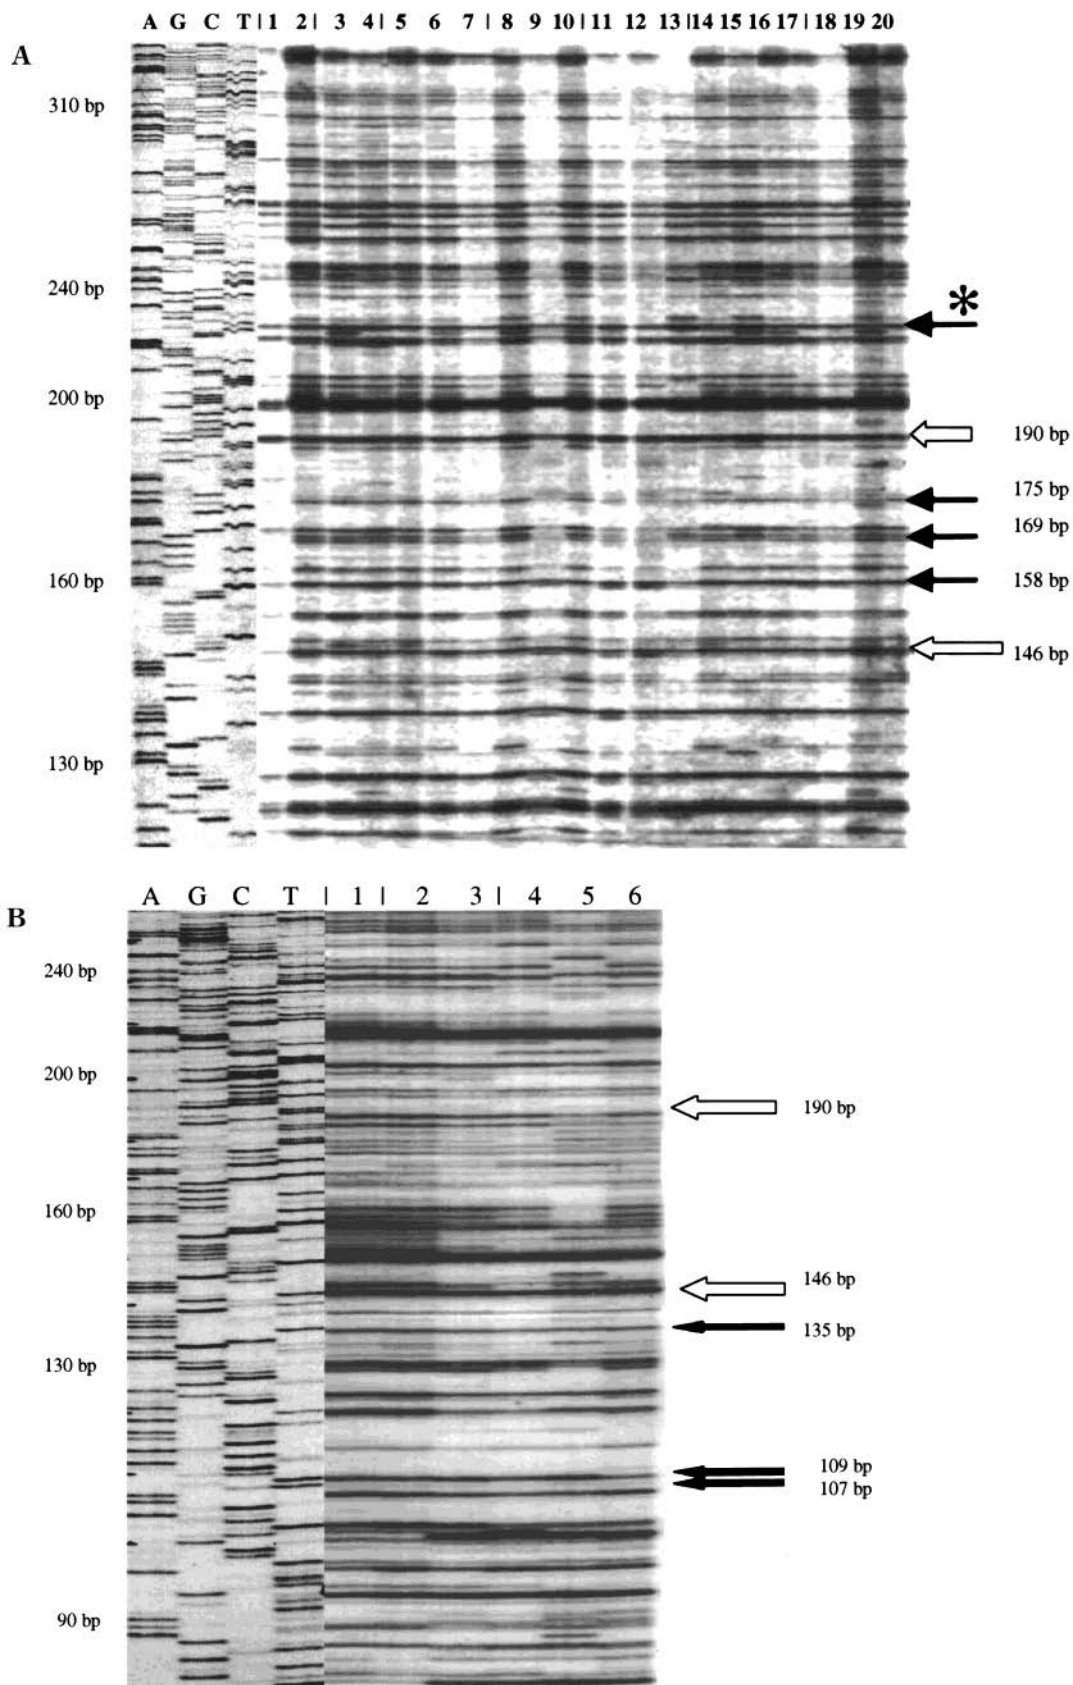 A G C T | 1 2 | 3 4 | 5 6 7 | 8 9 10 | 11 12 13 | 14 15 16 17 | 18 19 20
A
310 bp
240 bp
*
200 bp
190 bp
175 bp
169 bp
160 bp
158 bp
146 bp
130 bp
A G C T | 1 | 2 3 | 4 5 6
B
240 bp
200 bp
190 bp
160 bp
146 bp
135 bp
130 bp
109 bp
107 bp
90 bp